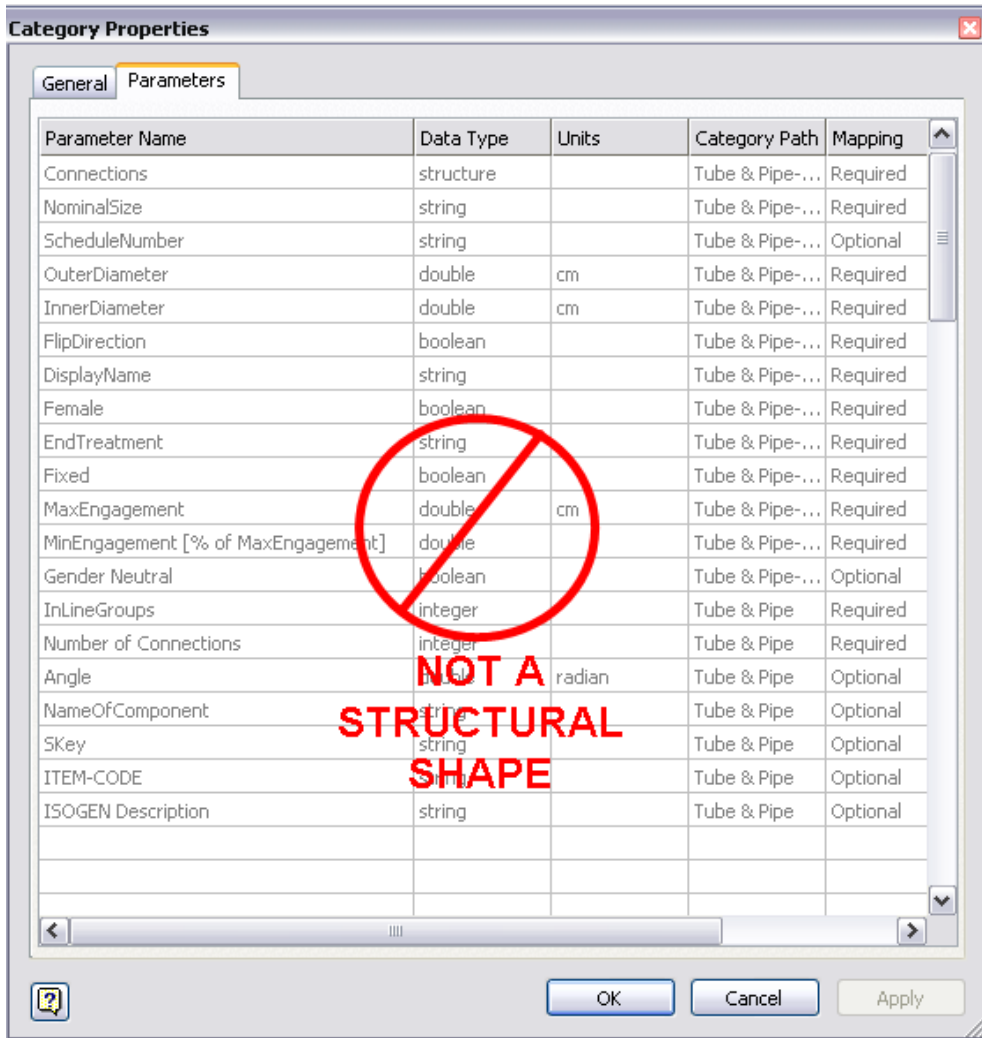 Category Properties
General Parameters
Parameter Name Data Type Units Category Path Mapping
Connections structure Tube & Pipe-... Required
NominalSize string Tube & Pipe-... Required
ScheduleNumber string Tube & Pipe-... Optional
OuterDiameter double cm Tube & Pipe-... Required
InnerDiameter double cm Tube & Pipe-... Required
FlipDirection boolean Tube & Pipe-... Required
DisplayName string Tube & Pipe-... Required
Female boolean Tube & Pipe-... Required
EndTreatment string Tube & Pipe-... Required
Fixed boolean Tube & Pipe-... Required
MaxEngagement double cm Tube & Pipe-... Required
MinEngagement [% of MaxEngagement] double Tube & Pipe-... Required
Gender Neutral boolean Tube & Pipe-... Optional
InLineGroups integer Tube & Pipe Required
Number of Connections integer Tube & Pipe Required
Angle double radian Tube & Pipe Optional
NameOfComponent string Tube & Pipe Optional
SKey string Tube & Pipe Optional
ITEM-CODE string Tube & Pipe Optional
ISOGEN Description string Tube & Pipe Optional
NOT A
STRUCTURAL
SHAPE
OK Cancel Apply